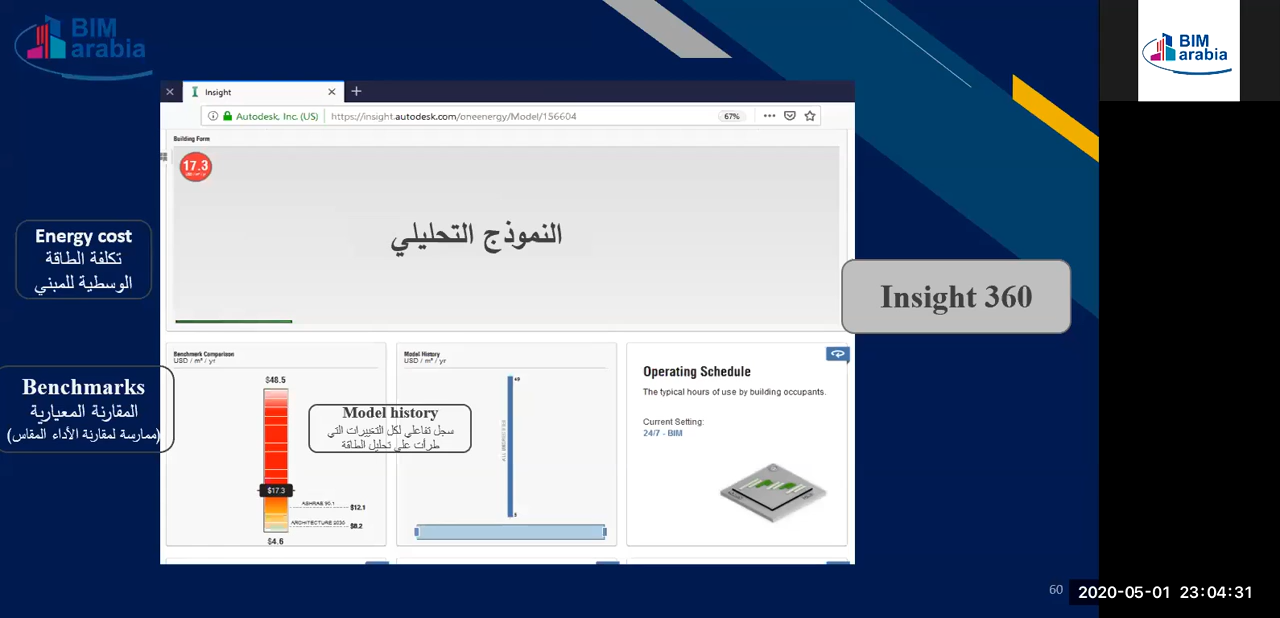 BIM
arabia
BIM
arabia
Insight
Autodesk, Inc. (US)
https://insight.autodesk.com/oneenergy/Model/156604
67%
Building Form
17.3
النموذج التحليلي
Energy cost
تكلفة الطاقة
الوسطية للمبني
Insight 360
Benchmark Comparison
USD / m² / yr
$48.5
$17.3
ASHRAE 90.1
$12.1
ARCHITECTURE 2030
$8.2
$4.6
Benchmarks
المقارنة المعيارية
(ممارسة لمقارنة الأداء المقاس)
Model History
USD / m² / yr
Model history
سجل تفاعلي لكل التغييرات التي
طرأت على تحليل الطاقة
Operating Schedule
The typical hours of use by building occupants.
Current Setting:
24/7 - BIM
60
2020-05-01 23:04:31